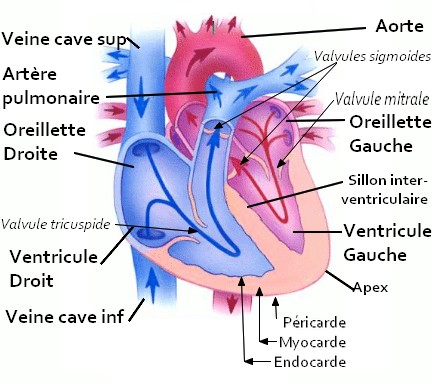 Veine cave sup
Aorte
Valvules sigmoides
Artère
pulmonaire
Valvule mitrale
Oreillette
Droite
Oreillette
Gauche
Sillon inter-
ventriculaire
Valvule tricuspide
Ventricule
Gauche
Ventricule
Droit
Apex
Veine cave inf
Péricarde
Myocarde
Endocarde